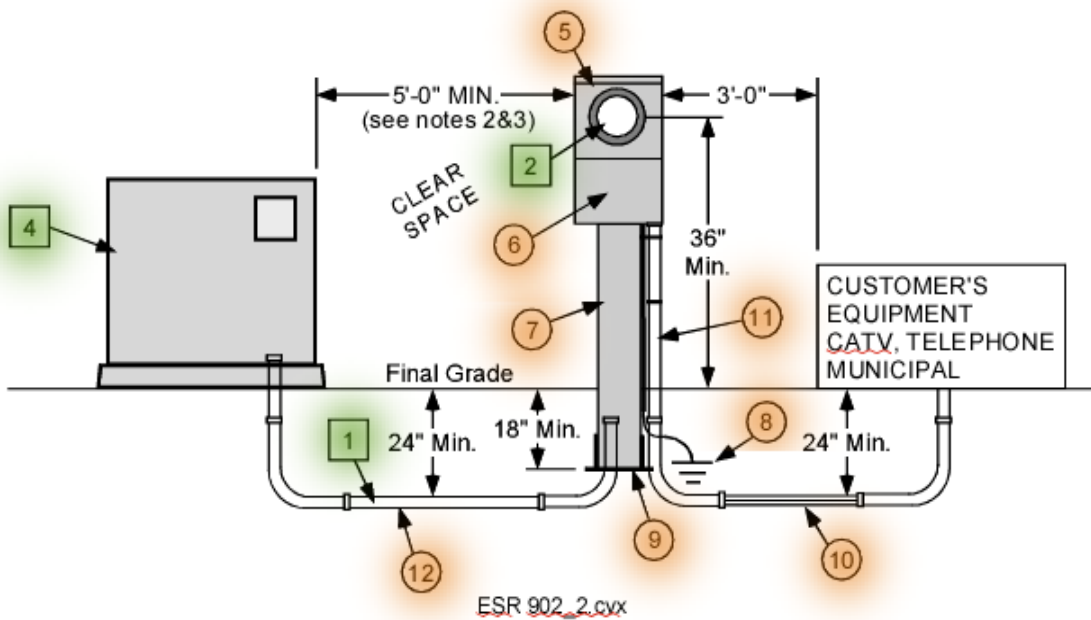 5
5'-0" MIN.
(see notes 2&3)
3'-0"
2
CLEAR
SPACE
4
6
36"
Min.
7
11
CUSTOMER'S
EQUIPMENT
CATV, TELEPHONE
MUNICIPAL
Final Grade
1
24" Min.
18" Min.
8
24" Min.
9
10
12
ESR 902_2.cvx